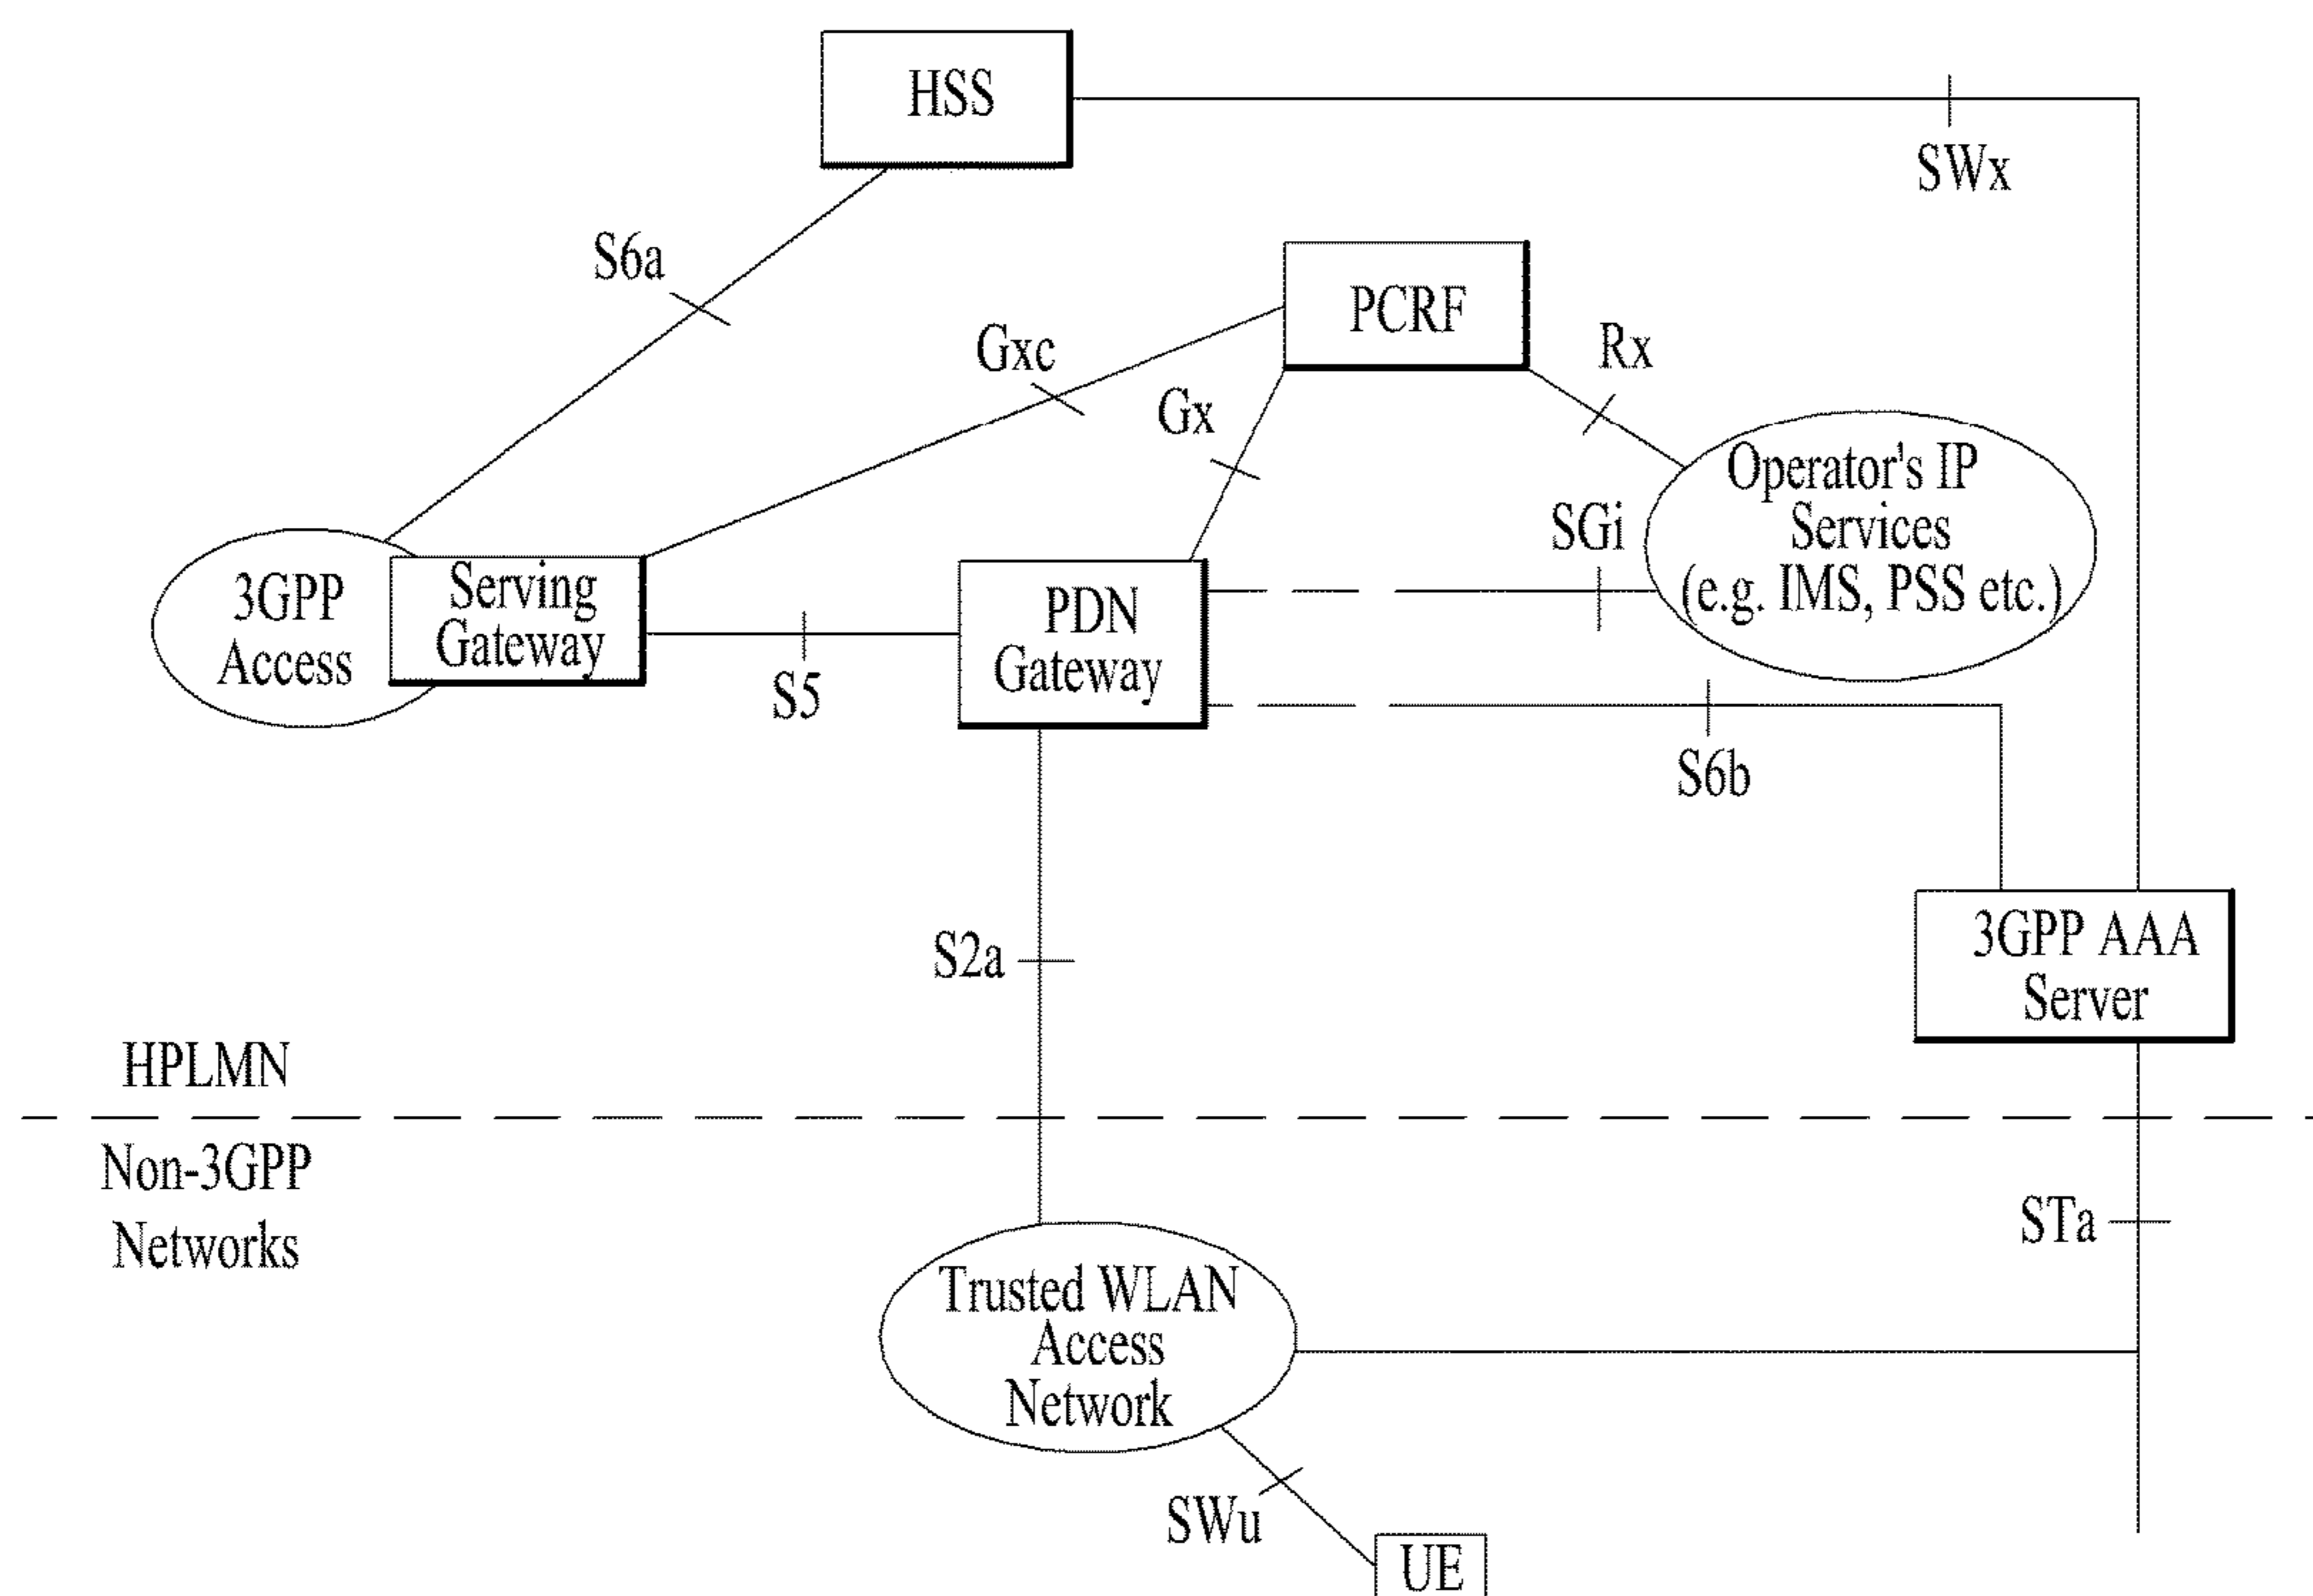 HSS
SWx
S6a
PCRF
Gxc
Rx
Gx
Operator's IP
Services
(e.g. IMS, PSS etc.)
SGi
3GPP
Access
Serving
Gateway
PDN
Gateway
S5
S6b
S2a
3GPP AAA
Server
HPLMN
Non-3GPP
Networks
STa
Trusted WLAN
Access
Network
SWu
UE